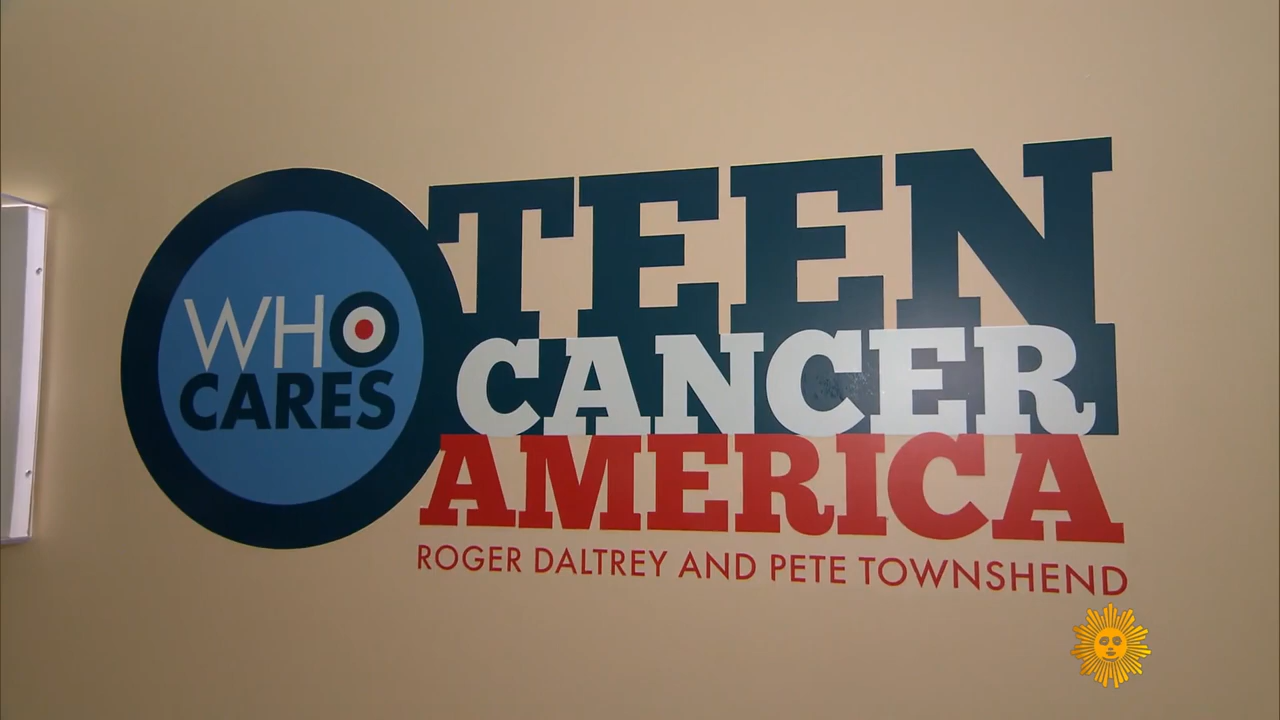 WHO
CARES
TEEN
CANCER
AMERICA
ROGER DALTREY AND PETE TOWNSHEND